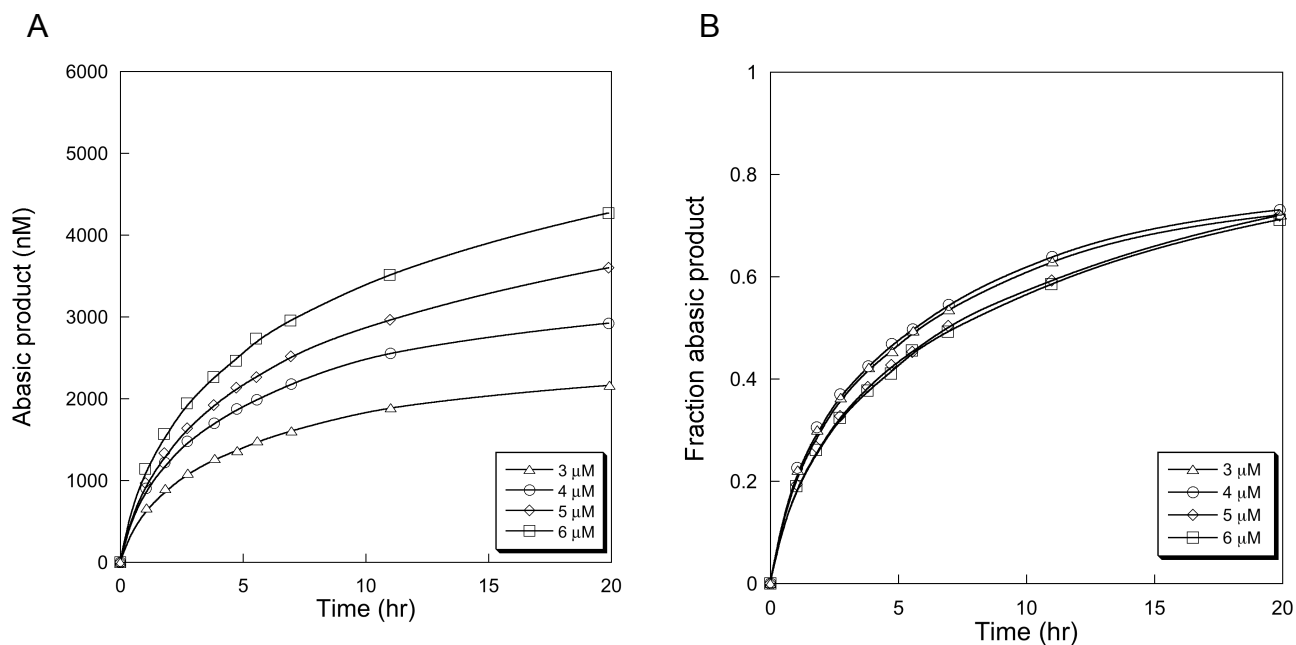 A
6000
5000
4000
3000
2000
1000
0
Abasic product (nM)
0 5 10 15 20
Time (hr)
3 μM
4 μM
5 μM
6 μM
B
1
0.8
0.6
0.4
0.2
0
Fraction abasic product
0 5 10 15 20
Time (hr)
3 μM
4 μM
5 μM
6 μM